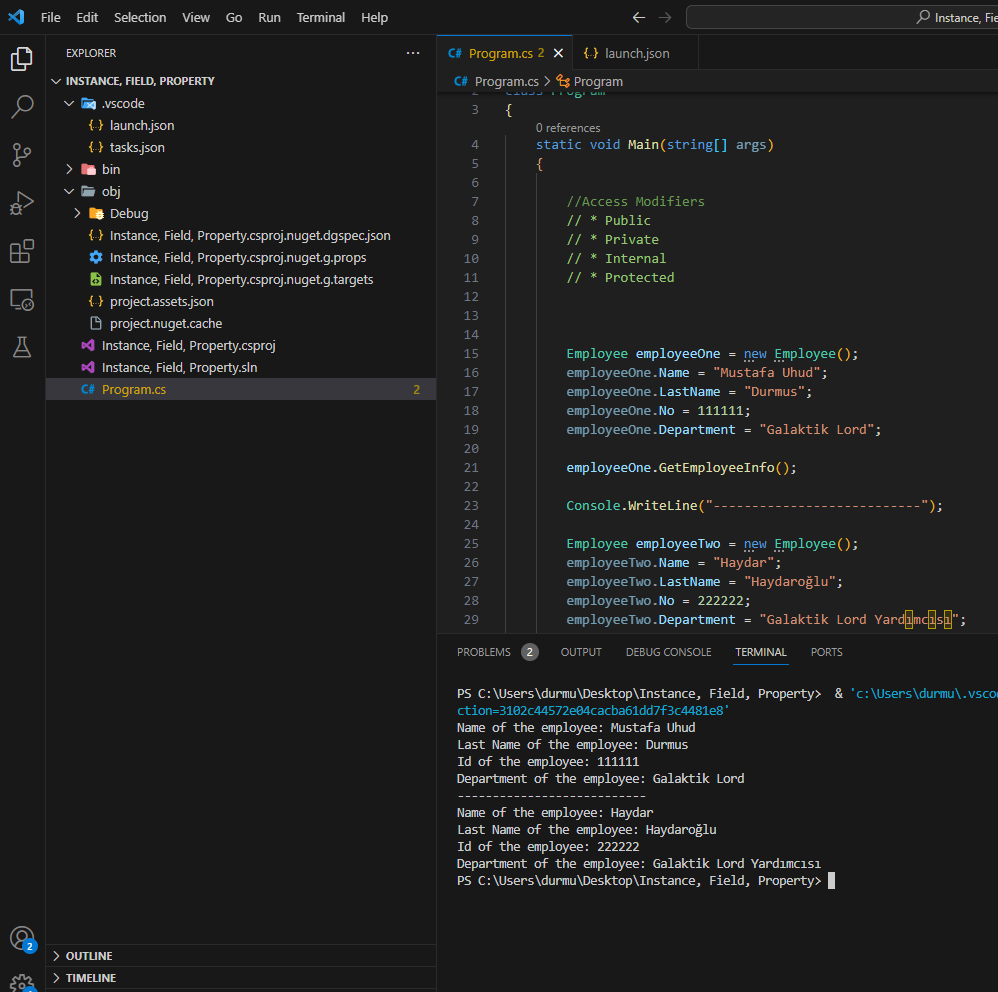 File Edit Selection View Go Run Terminal Help
Instance, Fie
EXPLORER
INSTANCE, FIELD, PROPERTY
.vscode
launch.json
tasks.json
bin
obj
Debug
Instance, Field, Property.csproj.nuget.dgspec.json
Instance, Field, Property.csproj.nuget.g.props
Instance, Field, Property.csproj.nuget.g.targets
project.assets.json
project.nuget.cache
Instance, Field, Property.csproj
Instance, Field, Property.sln
C# Program.cs 2
OUTLINE
TIMELINE
2
C# Program.cs 2 {} launch.json
C# Program.cs > Program
2 class Program
3 {
0 references
4 static void Main(string[] args)
5 {
6
7 //Access Modifiers
8 // * Public
9 // * Private
10 // * Internal
11 // * Protected
12
13
14
15 Employee employeeOne = new Employee();
16 employeeOne.Name = "Mustafa Uhud";
17 employeeOne.LastName = "Durmus";
18 employeeOne.No = 111111;
19 employeeOne.Department = "Galaktik Lord";
20
21 employeeOne.GetEmployeeInfo();
22
23 Console.WriteLine("---------------------------");
24
25 Employee employeeTwo = new Employee();
26 employeeTwo.Name = "Haydar";
27 employeeTwo.LastName = "Haydaroğlu";
28 employeeTwo.No = 222222;
29 employeeTwo.Department = "Galaktik Lord Yardımcısı";
PROBLEMS 2 OUTPUT DEBUG CONSOLE TERMINAL PORTS
PS C:\Users\durmu\Desktop\Instance, Field, Property> & 'c:\Users\durmu\.vscod
ction=3102c44572e04cacba61dd7f3c4481e8'
Name of the employee: Mustafa Uhud
Last Name of the employee: Durmus
Id of the employee: 111111
Department of the employee: Galaktik Lord
---------------------------
Name of the employee: Haydar
Last Name of the employee: Haydaroğlu
Id of the employee: 222222
Department of the employee: Galaktik Lord Yardımcısı
PS C:\Users\durmu\Desktop\Instance, Field, Property>